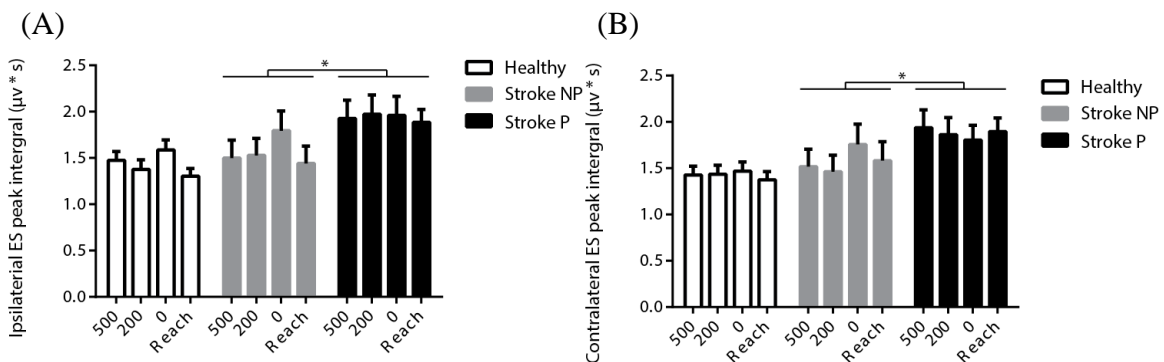 (A)
Ipsilaterial ES peak intergral (μv * s)
2.5
2.0
1.5
1.0
0.5
0.0
*
500
200
0
Reach
500
200
0
Reach
500
200
0
Reach
Healthy
Stroke NP
Stroke P
(B)
Contralateral ES peak intergral (μv * s)
2.5
2.0
1.5
1.0
0.5
0.0
*
500
200
0
Reach
500
200
0
Reach
500
200
0
Reach
Healthy
Stroke NP
Stroke P